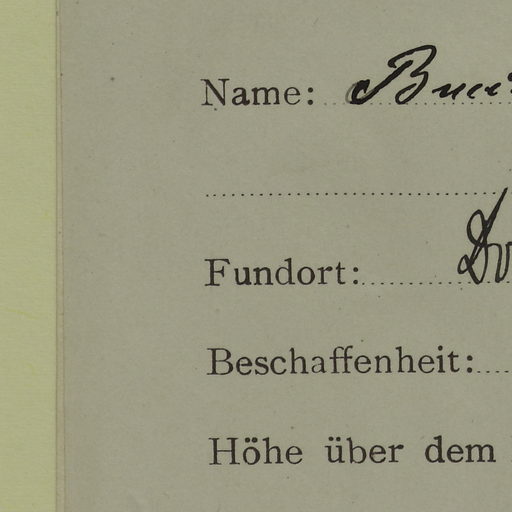 Name:
Fundort:
Beschaffenheit:
Höhe über dem